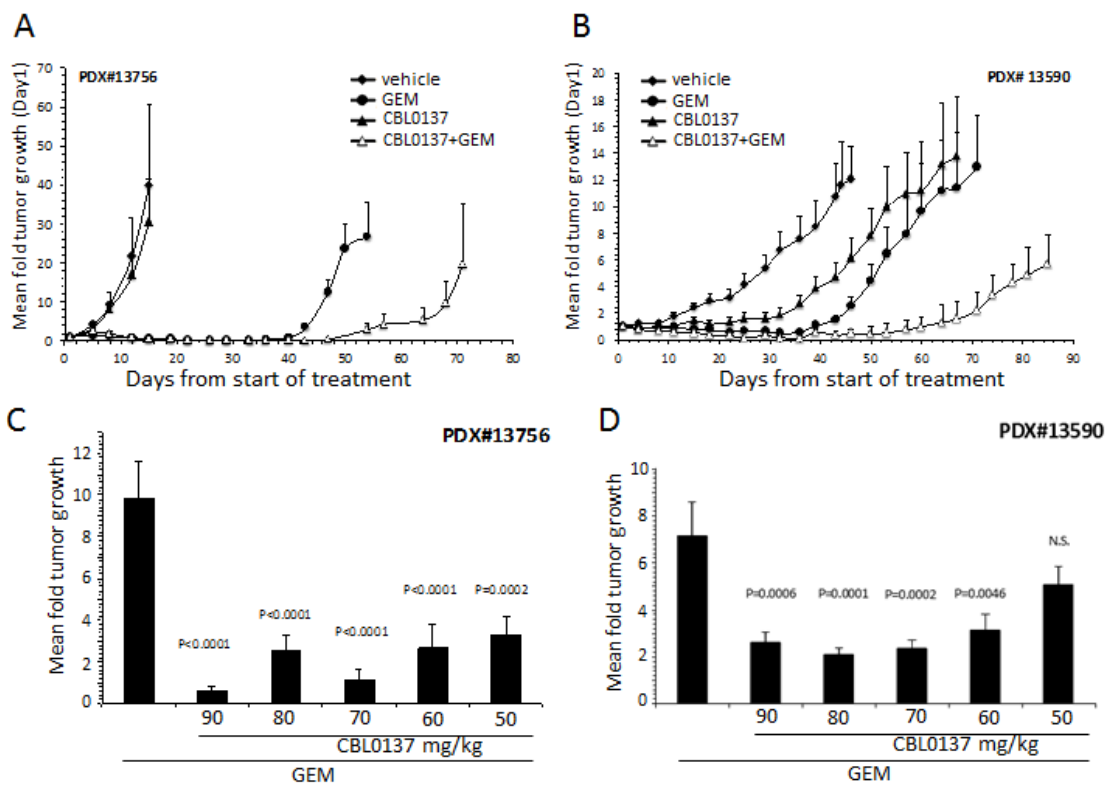 A
B
Mean fold tumor growth (Day1)
70
60
50
40
30
20
10
0
PDX#13756
vehicle
GEM
CBL0137
CBL0137+GEM
0 10 20 30 40 50 60 70 80
Days from start of treatment
Mean fold tumor growth (Day1)
20
18
16
14
12
10
8
6
4
2
0
vehicle
GEM
CBL0137
CBL0137+GEM
PDX# 13590
0 10 20 30 40 50 60 70 80 90
Days from start of treatment
C
PDX#13756
Mean fold tumor growth
12
10
8
6
4
2
0
P<0.0001
P<0.0001
P<0.0001
P<0.0001
P=0.0002
90 80 70 60 50
CBL0137 mg/kg
GEM
D
PDX#13590
Mean fold tumor growth
10
8
6
4
2
0
P=0.0006
P=0.0001
P=0.0002
P=0.0046
N.S.
90 80 70 60 50
CBL0137 mg/kg
GEM